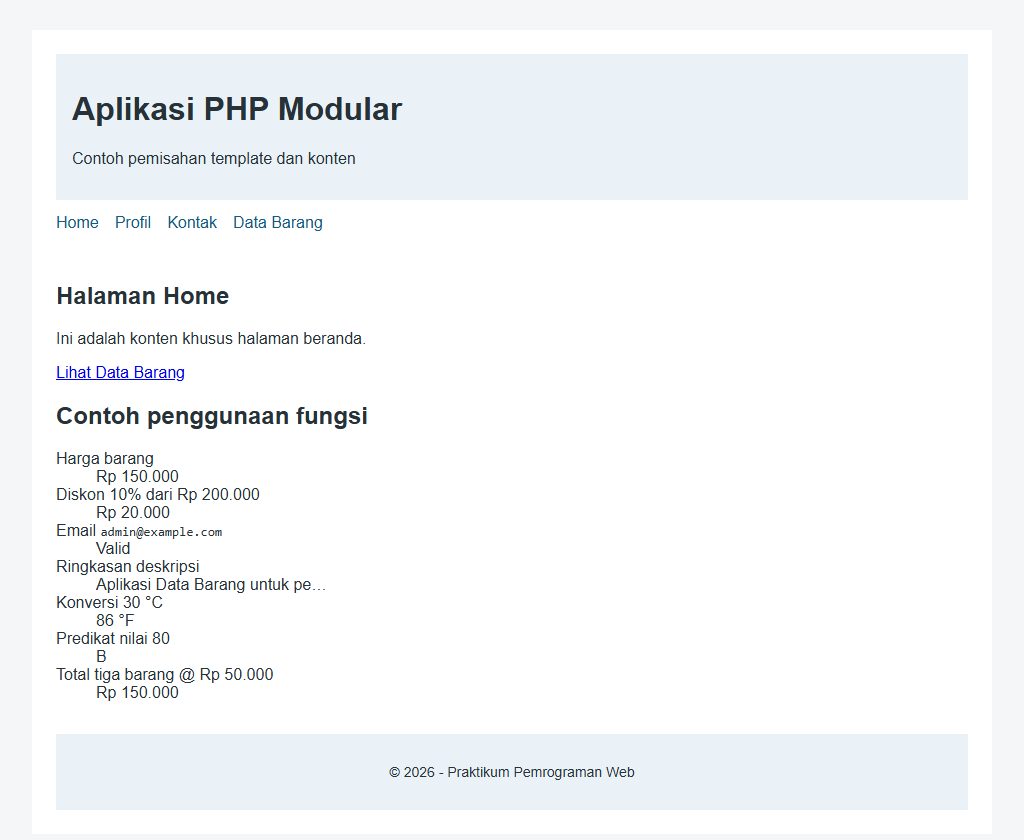 Aplikasi PHP Modular
Contoh pemisahan template dan konten
Home Profil Kontak Data Barang
Halaman Home
Ini adalah konten khusus halaman beranda.
Lihat Data Barang
Contoh penggunaan fungsi
Harga barang
Rp 150.000
Diskon 10% dari Rp 200.000
Rp 20.000
Email admin@example.com
Valid
Ringkasan deskripsi
Aplikasi Data Barang untuk pe…
Konversi 30 °C
86 °F
Predikat nilai 80
B
Total tiga barang @ Rp 50.000
Rp 150.000
© 2026 - Praktikum Pemrograman Web